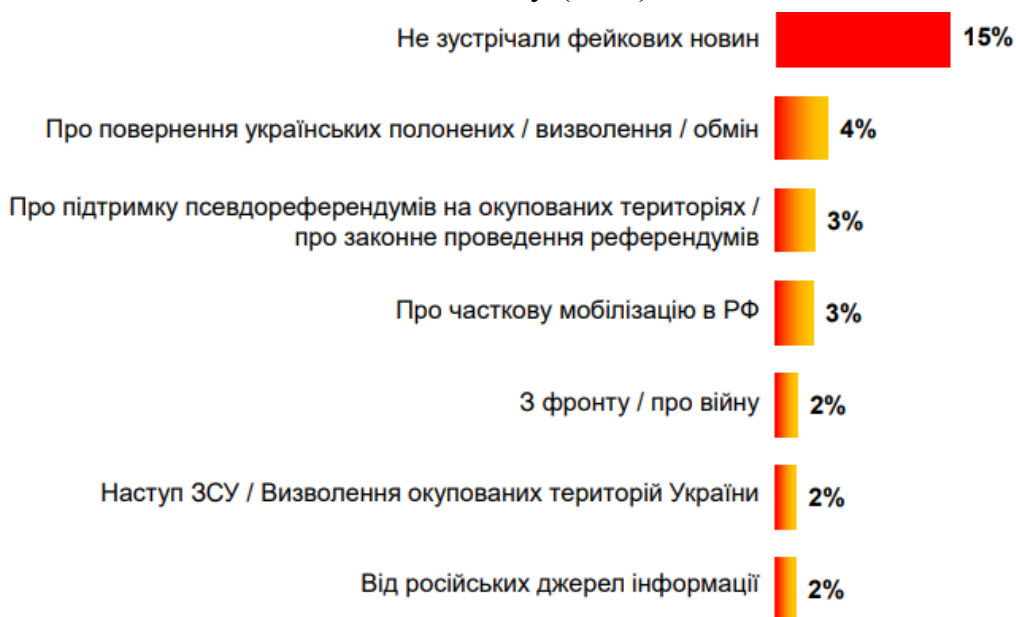 Не зустрічали фейкових новин 15%
Про повернення українських полонених / визволення / обмін 4%
Про підтримку псевдореферендумів на окупованих територіях /
про законне проведення референдумів 3%
Про часткову мобілізацію в РФ 3%
З фронту / про війну 2%
Наступ ЗСУ / Визволення окупованих територій України 2%
Від російських джерел інформації 2%